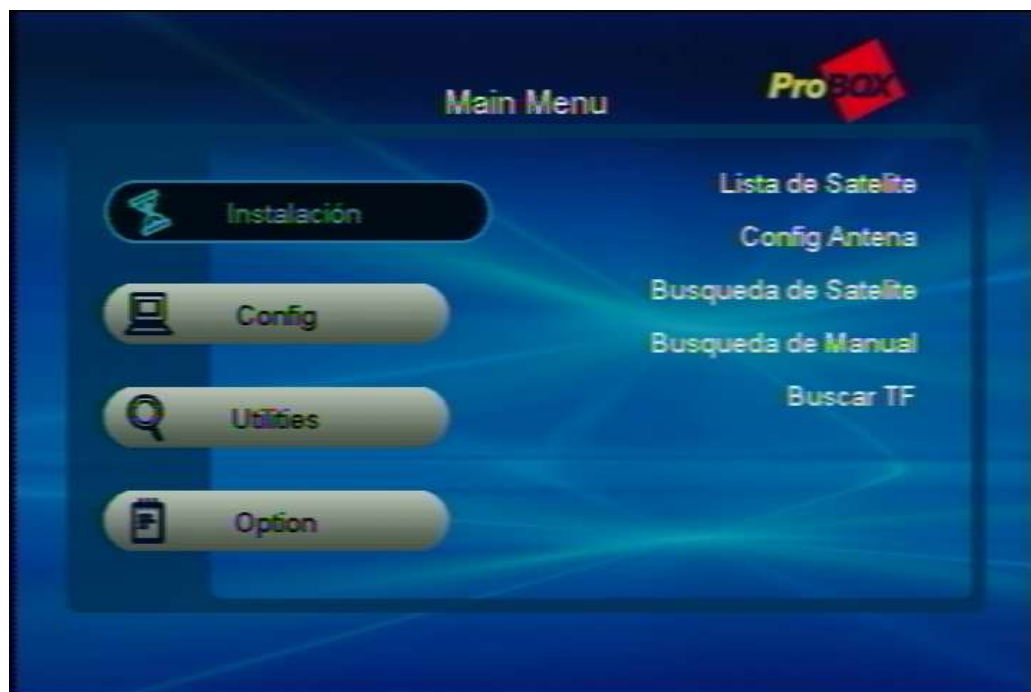 Main Menu
ProBOX
Instalación
Config
Utilities
Option
Lista de Satelite
Config Antena
Busqueda de Satelite
Busqueda de Manual
Buscar TF